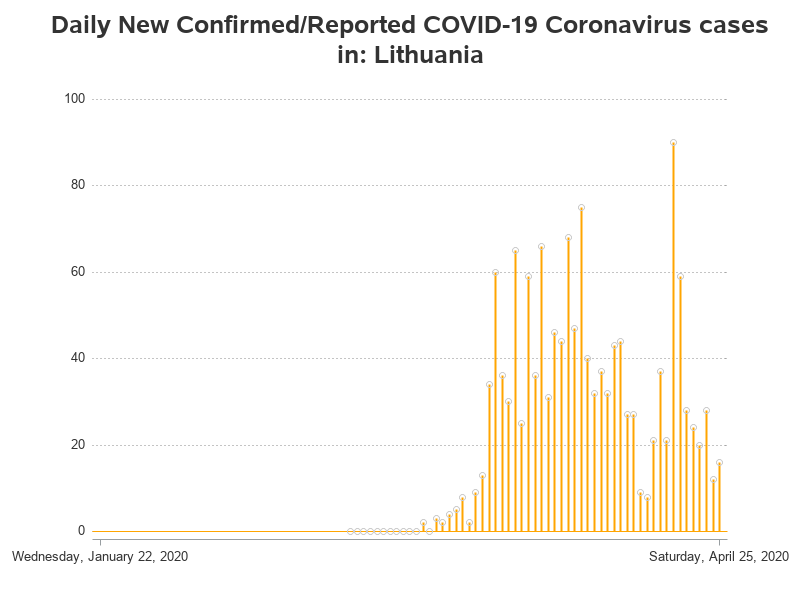 Daily New Confirmed/Reported COVID-19 Coronavirus cases
in: Lithuania
100
80
60
40
20
0
Wednesday, January 22, 2020
Saturday, April 25, 2020